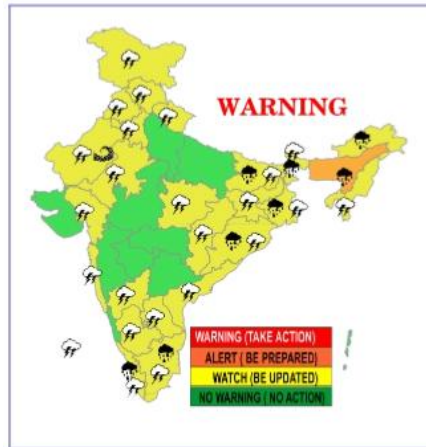 WARNING
WARNING (TAKE ACTION)
ALERT ( BE PREPARED)
WATCH (BE UPDATED)
NO WARNING ( NO ACTION)